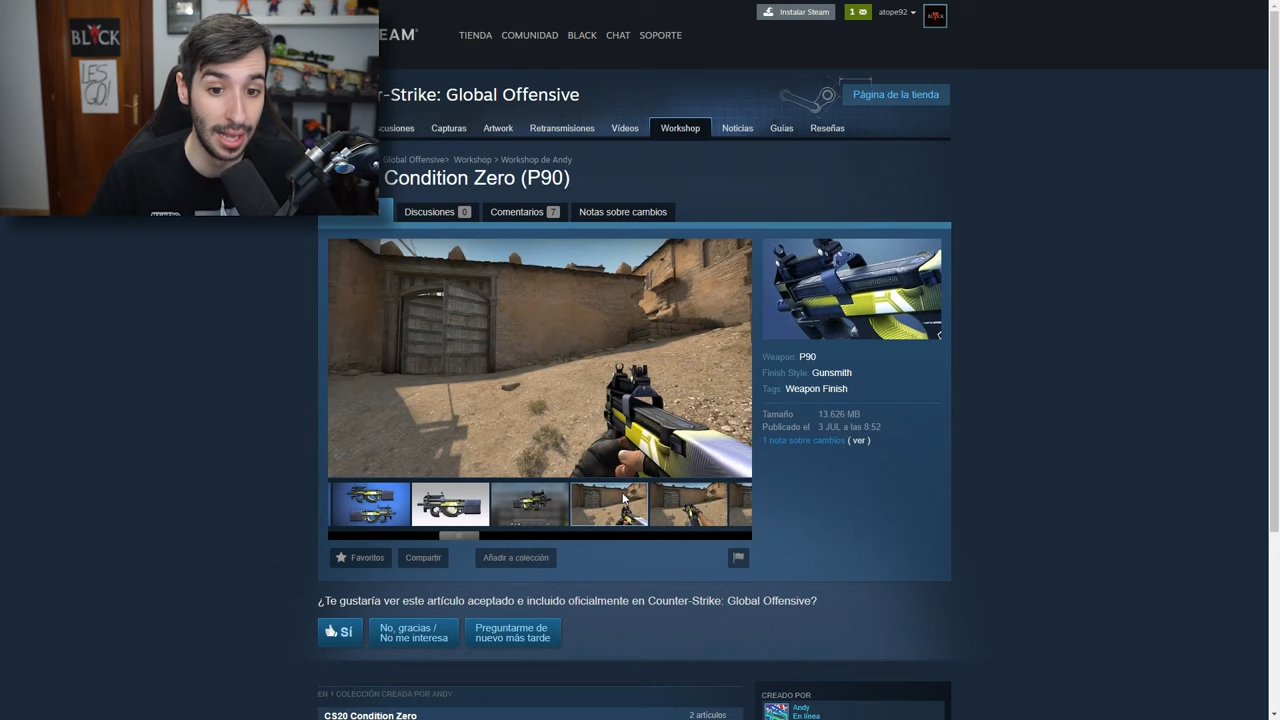 BLACK
LES
GO!
EAM®
TIENDA COMUNIDAD BLACK CHAT SOPORTE
Instalar Steam
1
atope92
r-Strike: Global Offensive
Página de la tienda
cusiones Capturas Artwork Retransmisiones Vídeos Workshop Noticias Guías Reseñas
Global Offensive> Workshop > Workshop de Andy
Condition Zero (P90)
Discusiones 0 Comentarios 7 Notas sobre cambios
Weapon: P90
Finish Style: Gunsmith
Tags: Weapon Finish
Tamaño 13.626 MB
Publicado el 3 JUL a las 8:52
1 nota sobre cambios ( ver )
Favoritos Compartir Añadir a colección
¿Te gustaría ver este artículo aceptado e incluido oficialmente en Counter-Strike: Global Offensive?
Sí
No, gracias /
No me interesa
Preguntarme de
nuevo más tarde
EN 1 COLECCIÓN CREADA POR ANDY
CS20 Condition Zero 2 artículos
CREADO POR
Andy
En línea